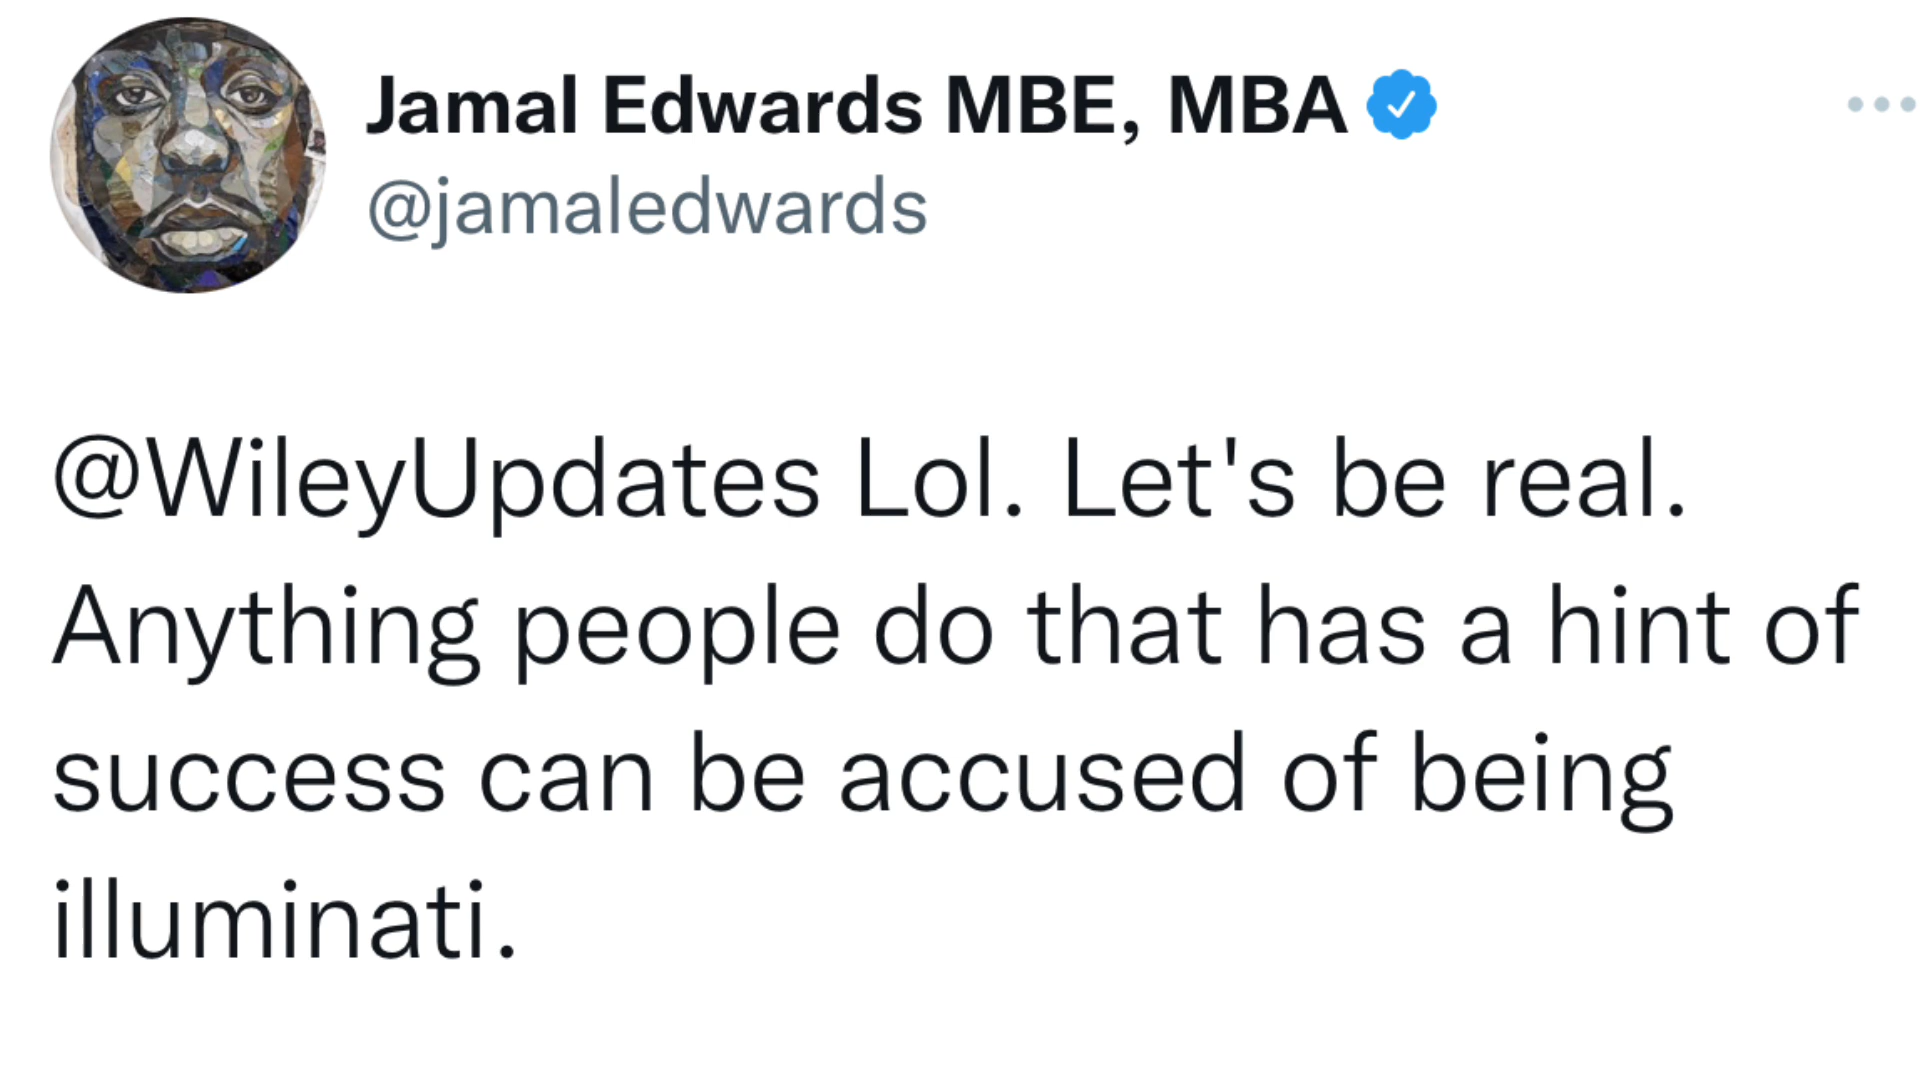 Jamal Edwards MBE, MBA
@jamaledwards
@WileyUpdates Lol. Let's be real.
Anything people do that has a hint of
success can be accused of being
illuminati.